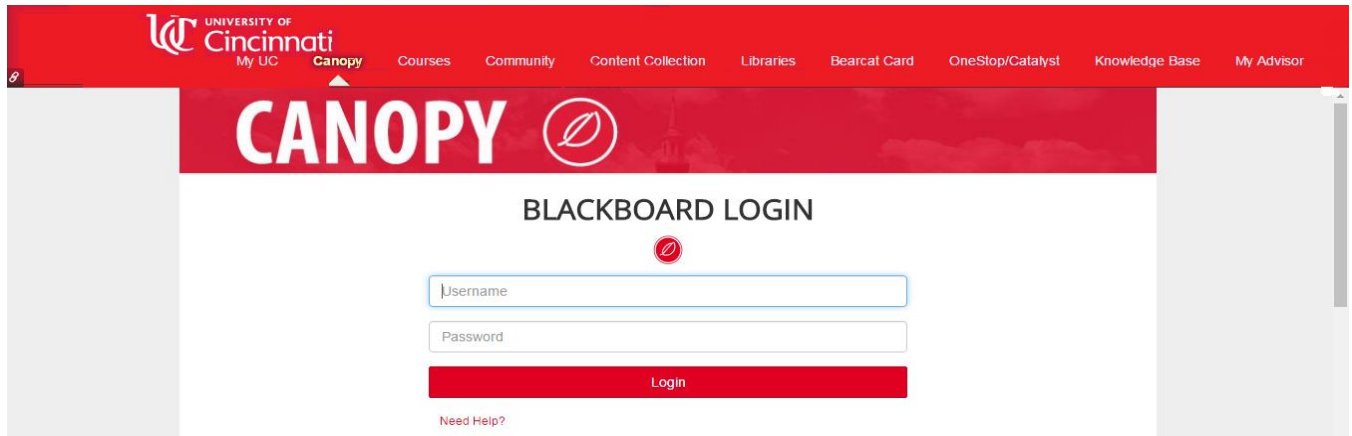 UNIVERSITY OF
Cincinnati
My UC Canopy Courses Community Content Collection Libraries Bearcat Card OneStop/Catalyst Knowledge Base My Advisor
CANOPY
BLACKBOARD LOGIN
Username
Password
Login
Need Help?